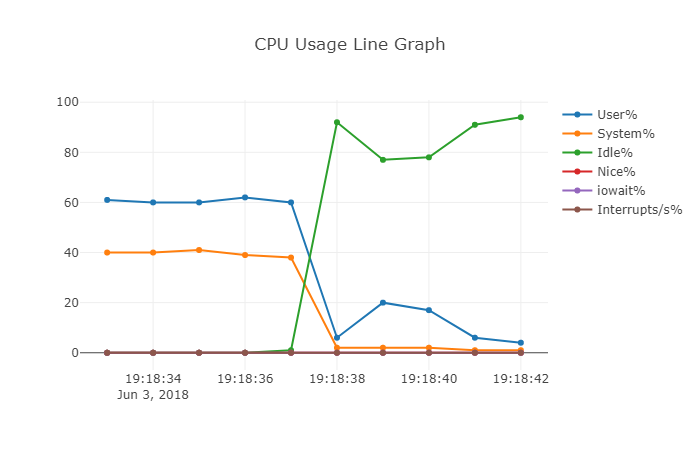 CPU Usage Line Graph
100
80
60
40
20
0
19:18:34
19:18:36
19:18:38
19:18:40
19:18:42
Jun 3, 2018
User%
System%
Idle%
Nice%
iowait%
Interrupts/s%